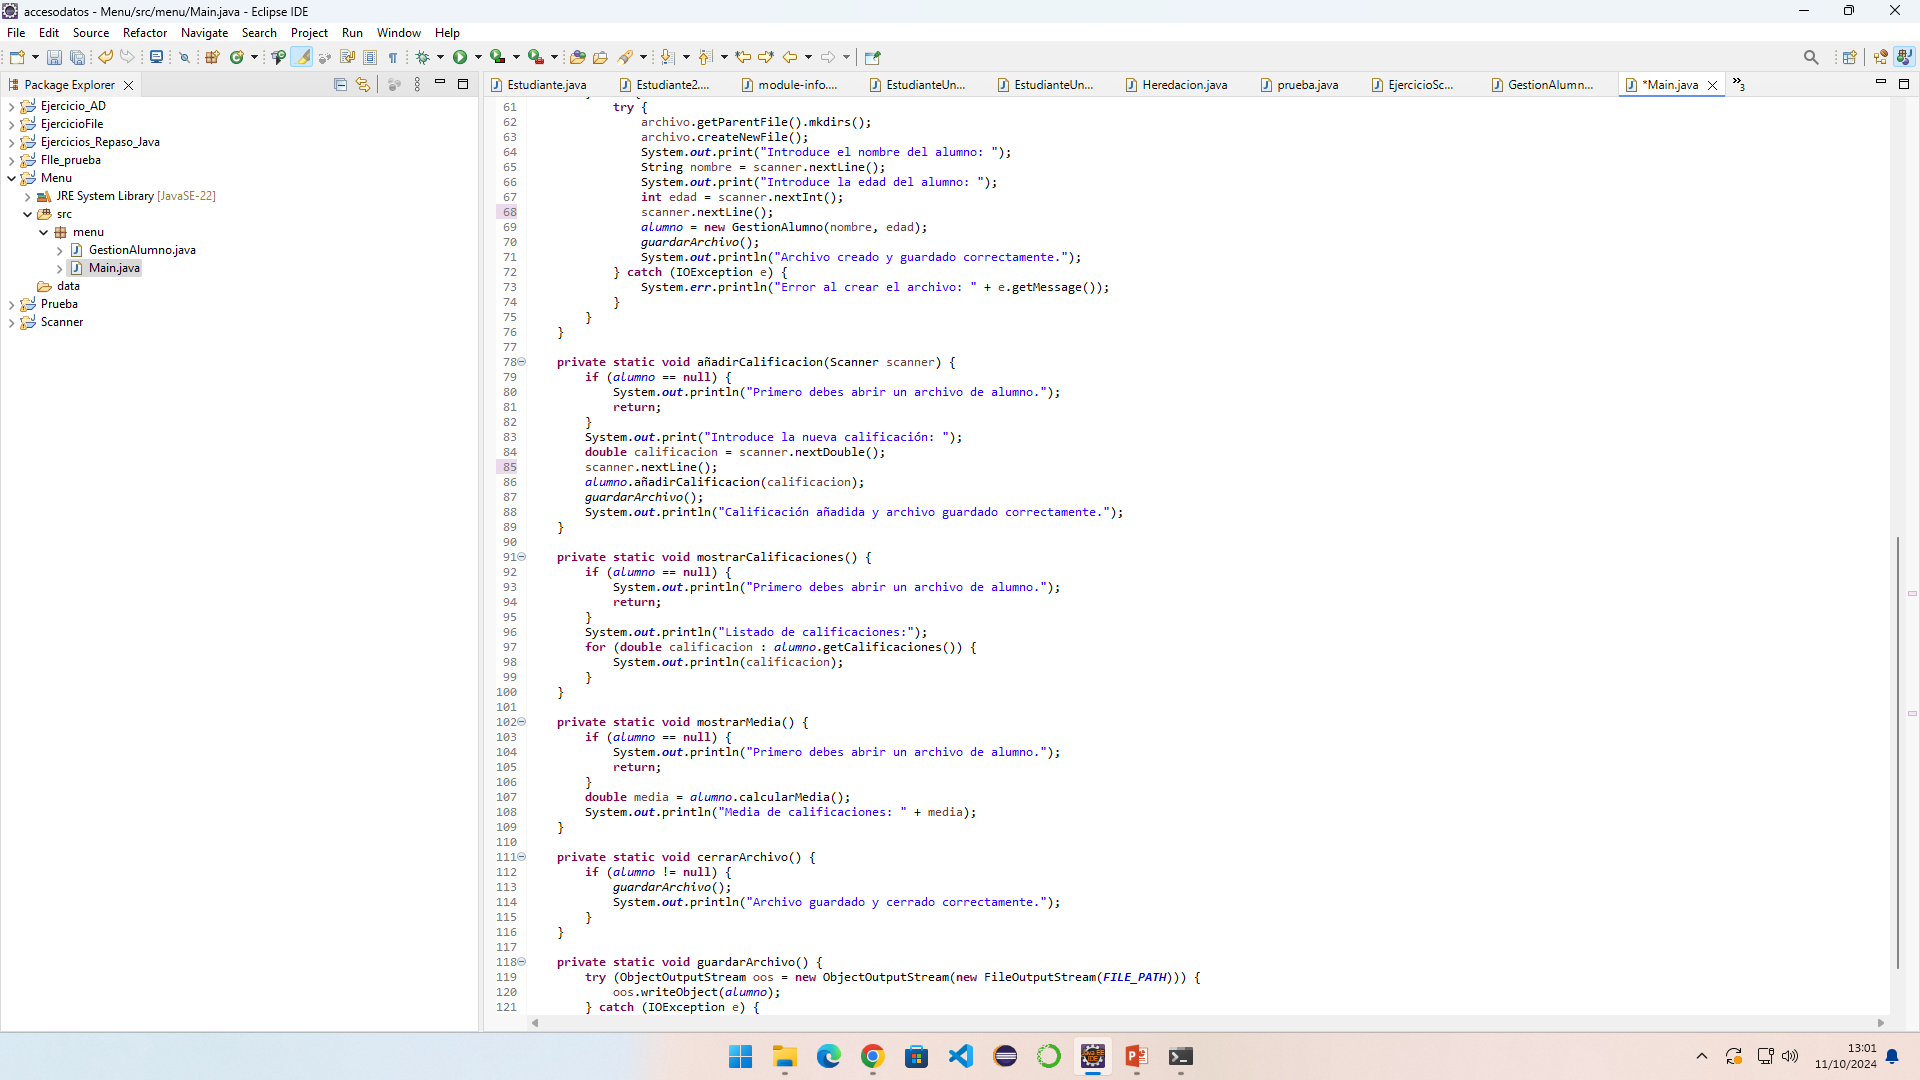 accesodatos - Menu/src/menu/Main.java - Eclipse IDE
File Edit Source Refactor Navigate Search Project Run Window Help
Package Explorer
Estudiante.java Estudiante2.... module-info.... EstudianteUn... EstudianteUn... Heredacion.java prueba.java EjercicioSc... GestionAlumn... *Main.java »3
Ejercicio_AD
EjercicioFile
Ejercicios_Repaso_Java
FIle_prueba
Menu
JRE System Library [JavaSE-22]
src
menu
GestionAlumno.java
Main.java
data
Prueba
Scanner
61 try {
62 archivo.getParentFile().mkdirs();
63 archivo.createNewFile();
64 System.out.print("Introduce el nombre del alumno: ");
65 String nombre = scanner.nextLine();
66 System.out.print("Introduce la edad del alumno: ");
67 int edad = scanner.nextInt();
68 scanner.nextLine();
69 alumno = new GestionAlumno(nombre, edad);
70 guardarArchivo();
71 System.out.println("Archivo creado y guardado correctamente.");
72 } catch (IOException e) {
73 System.err.println("Error al crear el archivo: " + e.getMessage());
74 }
75 }
76 }
77
78 private static void añadirCalificacion(Scanner scanner) {
79 if (alumno == null) {
80 System.out.println("Primero debes abrir un archivo de alumno.");
81 return;
82 }
83 System.out.print("Introduce la nueva calificación: ");
84 double calificacion = scanner.nextDouble();
85 scanner.nextLine();
86 alumno.añadirCalificacion(calificacion);
87 guardarArchivo();
88 System.out.println("Calificación añadida y archivo guardado correctamente.");
89 }
90
91 private static void mostrarCalificaciones() {
92 if (alumno == null) {
93 System.out.println("Primero debes abrir un archivo de alumno.");
94 return;
95 }
96 System.out.println("Listado de calificaciones:");
97 for (double calificacion : alumno.getCalificaciones()) {
98 System.out.println(calificacion);
99 }
100 }
101
102 private static void mostrarMedia() {
103 if (alumno == null) {
104 System.out.println("Primero debes abrir un archivo de alumno.");
105 return;
106 }
107 double media = alumno.calcularMedia();
108 System.out.println("Media de calificaciones: " + media);
109 }
110
111 private static void cerrarArchivo() {
112 if (alumno != null) {
113 guardarArchivo();
114 System.out.println("Archivo guardado y cerrado correctamente.");
115 }
116 }
117
118 private static void guardarArchivo() {
119 try (ObjectOutputStream oos = new ObjectOutputStream(new FileOutputStream(FILE_PATH))) {
120 oos.writeObject(alumno);
121 } catch (IOException e) {
13:01
11/10/2024